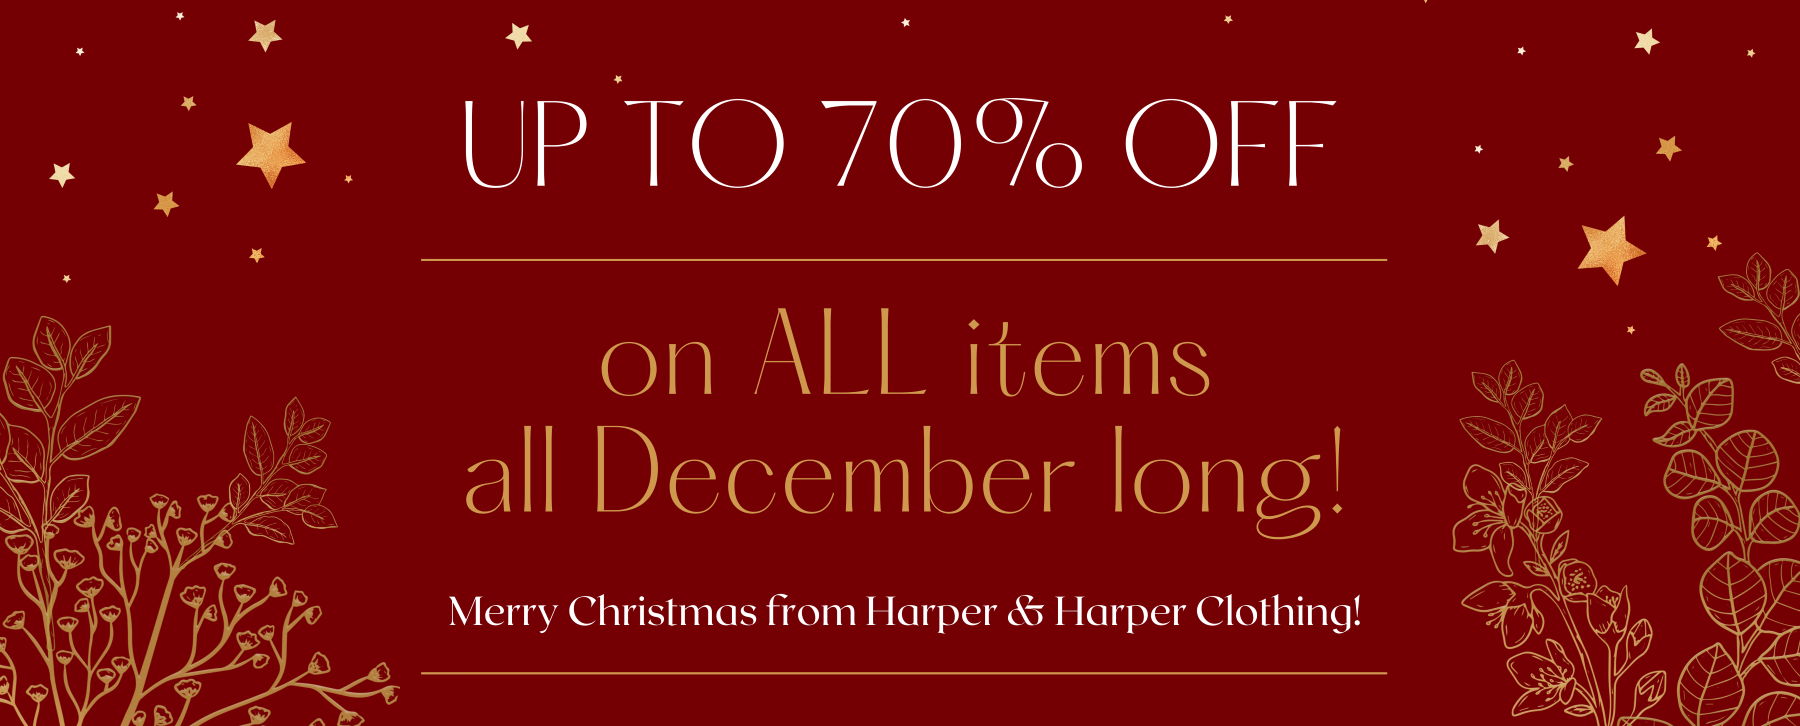 UP TO 70% OFF
on ALL items
all December long!
Merry Christmas from Harper & Harper Clothing!